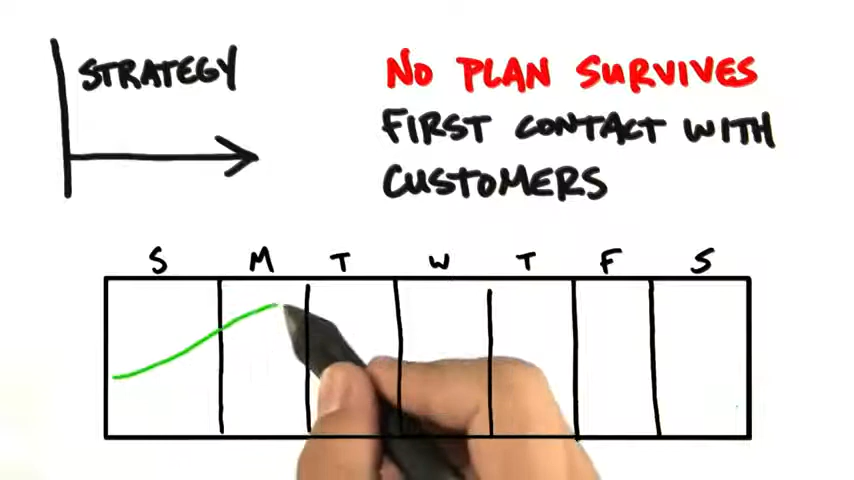 STRATEGY
NO PLAN SURVIVES
FIRST CONTACT WITH
CUSTOMERS
S M T W T F S